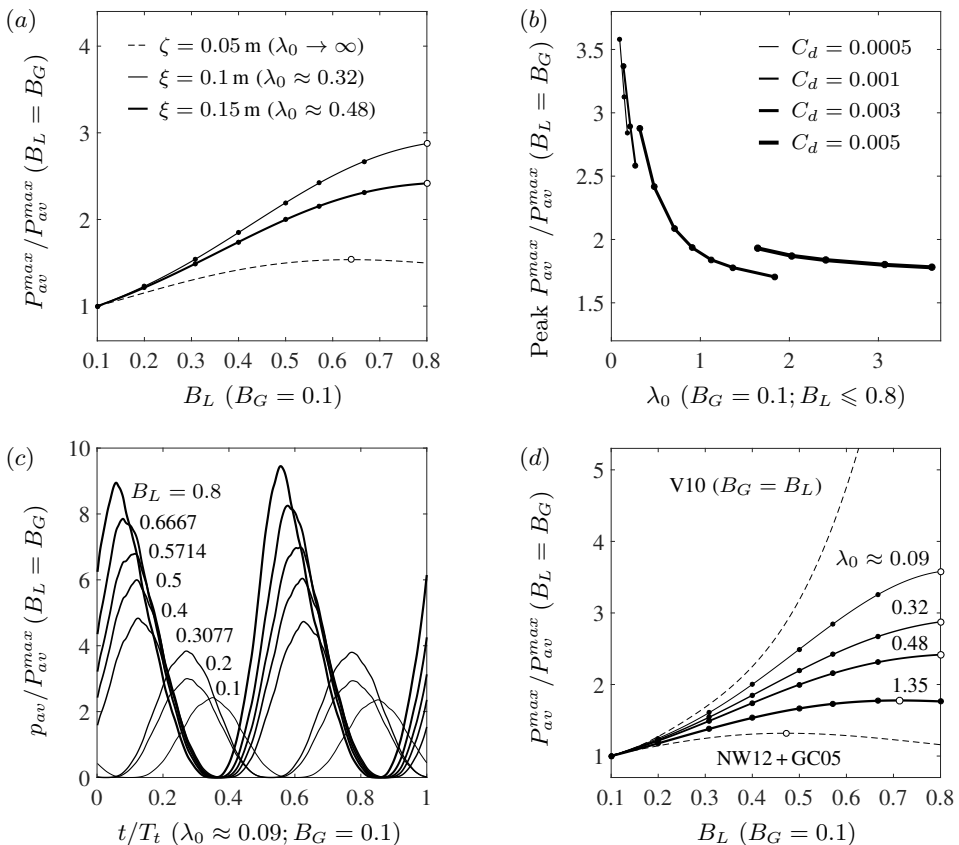 (a)
P_av^max/P_av^max (B_L = B_G)
4
3
2
1
ζ = 0.05 m (λ0 → ∞)
ξ = 0.1 m (λ0 ≈ 0.32)
ξ = 0.15 m (λ0 ≈ 0.48)
0.1 0.2 0.3 0.4 0.5 0.6 0.7 0.8
B_L (B_G = 0.1)
(b)
Peak P_av^max/P_av^max (B_L = B_G)
3.5
3
2.5
2
1.5
C_d = 0.0005
C_d = 0.001
C_d = 0.003
C_d = 0.005
0 1 2 3
λ0 (B_G = 0.1; B_L ⩽ 0.8)
(c)
p_av/P_av^max (B_L = B_G)
10
8
6
4
2
0
B_L = 0.8
0.6667
0.5714
0.5
0.4
0.3077
0.2
0.1
0 0.2 0.4 0.6 0.8 1
t/T_t (λ0 ≈ 0.09; B_G = 0.1)
(d)
P_av^max/P_av^max (B_L = B_G)
5
4
3
2
1
V10 (B_G = B_L)
λ0 ≈ 0.09
0.32
0.48
1.35
NW12+GC05
0.1 0.2 0.3 0.4 0.5 0.6 0.7 0.8
B_L (B_G = 0.1)